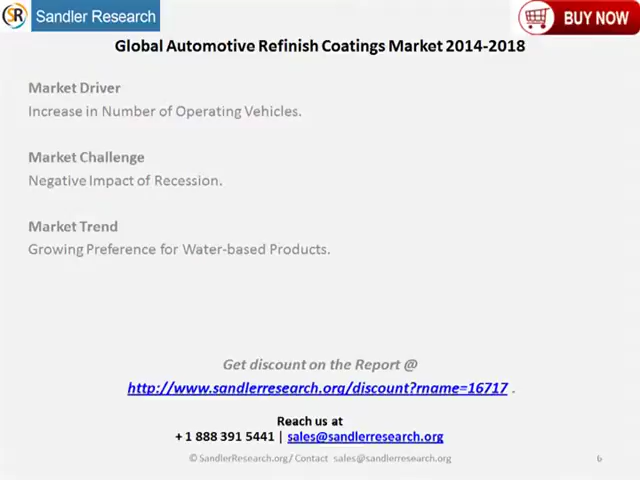 SR Sandler Research
BUY NOW
Global Automotive Refinish Coatings Market 2014-2018
Market Driver
Increase in Number of Operating Vehicles.
Market Challenge
Negative Impact of Recession.
Market Trend
Growing Preference for Water-based Products.
Get discount on the Report @
http://www.sandlerresearch.org/discount?rname=16717 .
Reach us at
+ 1 888 391 5441 | sales@sandlerresearch.org
© SandlerResearch.org/ Contact sales@sandlerresearch.org
6